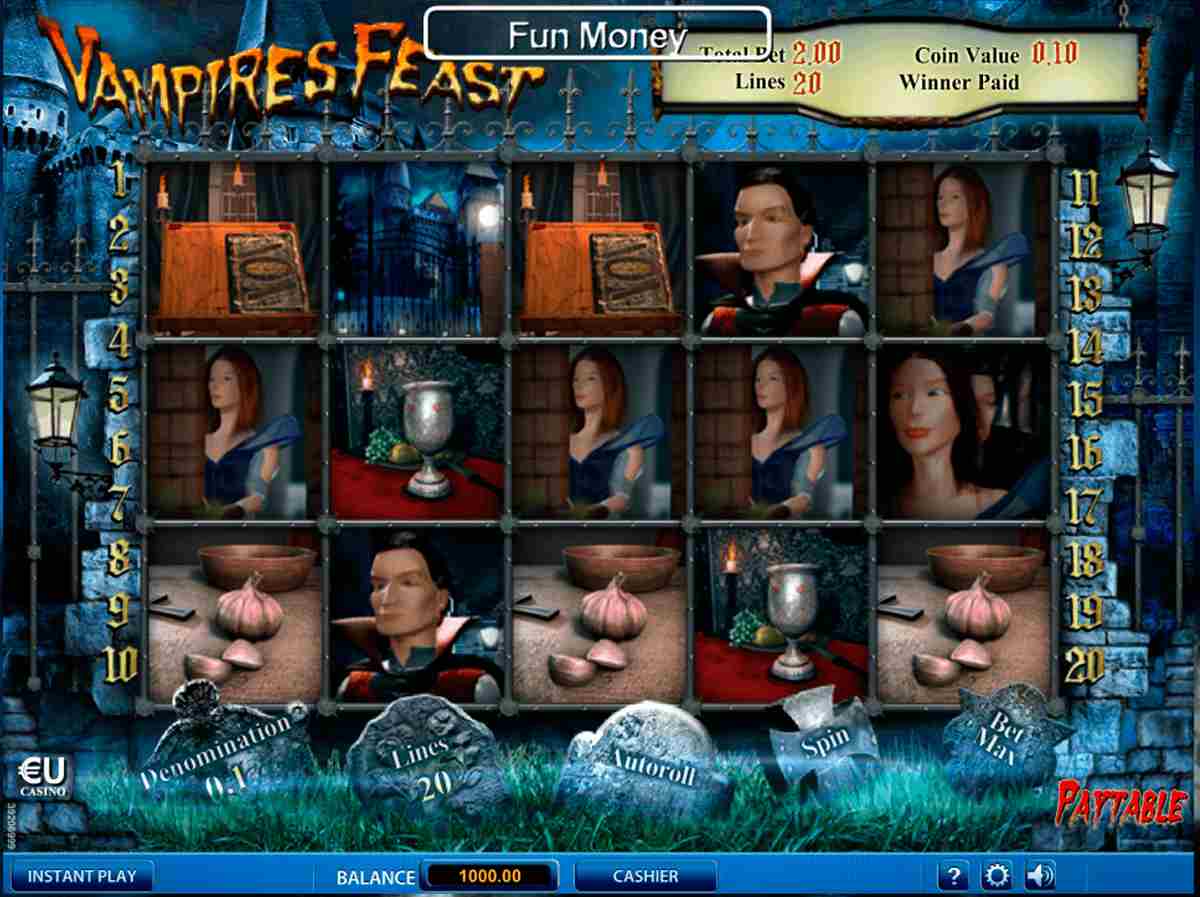 VAMPIRES FEAST
Fun Money
Total Bet 2.00
Coin Value 0.10
Lines 20
Winner Paid
1
2
3
4
5
6
7
8
9
10
11
12
13
14
15
16
17
18
19
20
Denomination
0.1
Lines
20
Autoroll
Spin
Bet
Max
€U
CASINO
PAYTABLE
39206999
INSTANT PLAY
BALANCE
1000.00
CASHIER
?